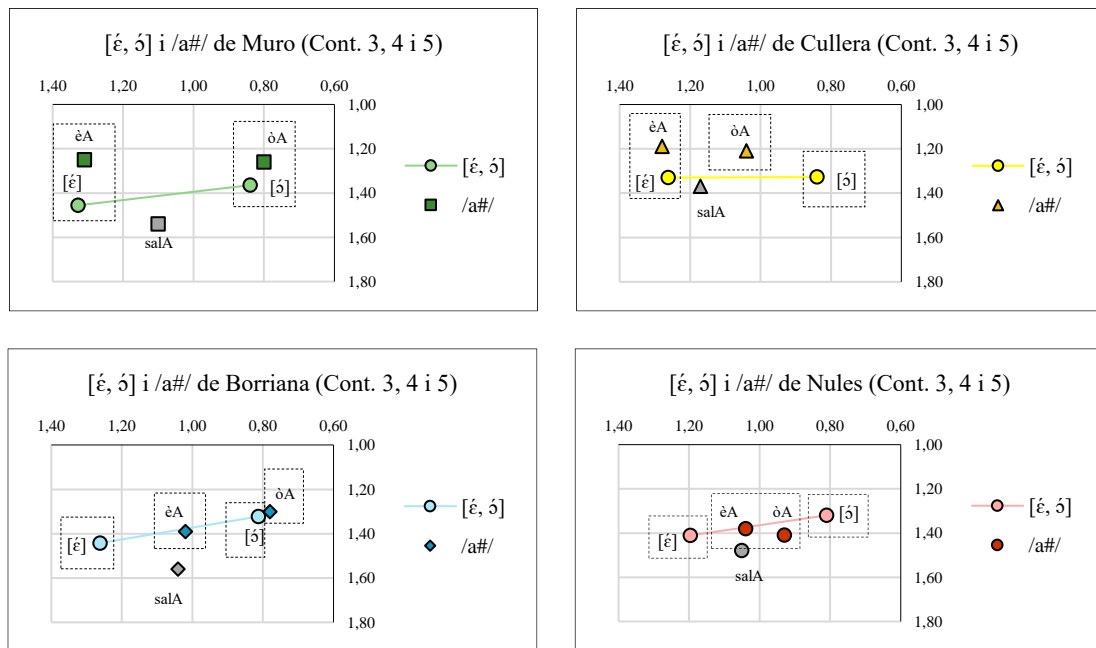 [έ, ɔ́] i /a#/ de Muro (Cont. 3, 4 i 5)
1,40 1,20 1,00 0,80 0,60
1,00
1,20
1,40
1,60
1,80
èA
òA
[έ]
[ɔ́]
salA
[έ, ɔ́]
/a#/
[έ, ɔ́] i /a#/ de Cullera (Cont. 3, 4 i 5)
1,40 1,20 1,00 0,80 0,60
1,00
1,20
1,40
1,60
1,80
èA
òA
[έ]
[ɔ́]
salA
[έ, ɔ́]
/a#/
[έ, ɔ́] i /a#/ de Borriana (Cont. 3, 4 i 5)
1,40 1,20 1,00 0,80 0,60
1,00
1,20
1,40
1,60
1,80
òA
èA
[έ]
[ɔ́]
salA
[έ, ɔ́]
/a#/
[έ, ɔ́] i /a#/ de Nules (Cont. 3, 4 i 5)
1,40 1,20 1,00 0,80 0,60
1,00
1,20
1,40
1,60
1,80
èA
òA
[έ]
[ɔ́]
salA
[έ, ɔ́]
/a#/